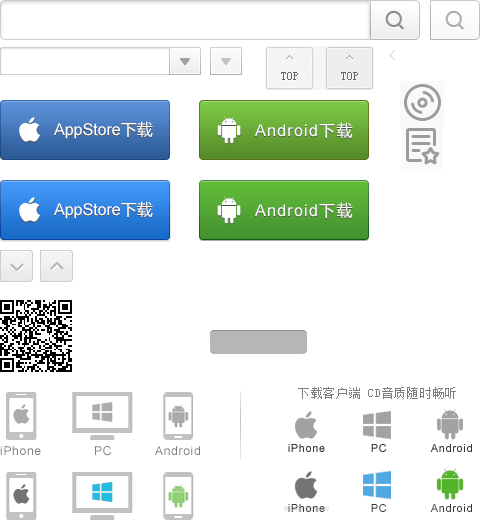 TOP TOP
AppStore下载 Android下载
AppStore下载 Android下载
下载客户端 CD音质随时畅听
iPhone PC Android
iPhone PC Android
iPhone PC Android